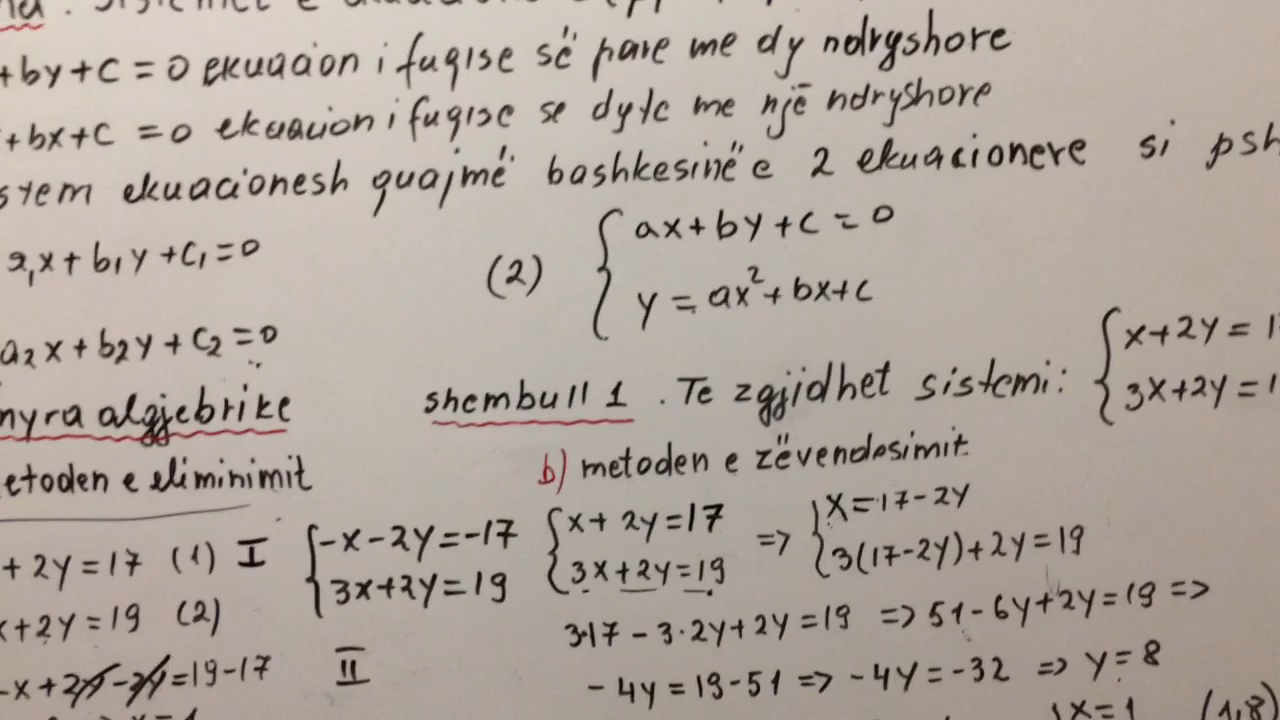 +by+c=0 ekuacion i fuqise së pare me dy ndryshore
+bx+c=0 ekuacion i fuqise se dyte me një ndryshore
stem ekuacionesh quajmë bashkesinë e 2 ekuacioneve si psh
a₁x+b₁y+c₁=0
(2) { ax+by+c=0
y=ax²+bx+c
a₂x+b₂y+c₂=0
nyra algjebrike
shembull 1. Te zgjidhet sistemi: { x+2y=1
3x+2y=1
etoden e eliminimit
b) metoden e zëvendesimit
+2y=17 (1) I { -x-2y=-17
3x+2y=19
x+2y=19 (2)
-x+2y-2y=19-17 II
{ x+2y=17
3x+2y=19
=> { x=17-2y
3(17-2y)+2y=19
3·17-3·2y+2y=19 => 51-6y+2y=19 =>
-4y=19-51 => -4y=-32 => y=8
x=1 (1,8)